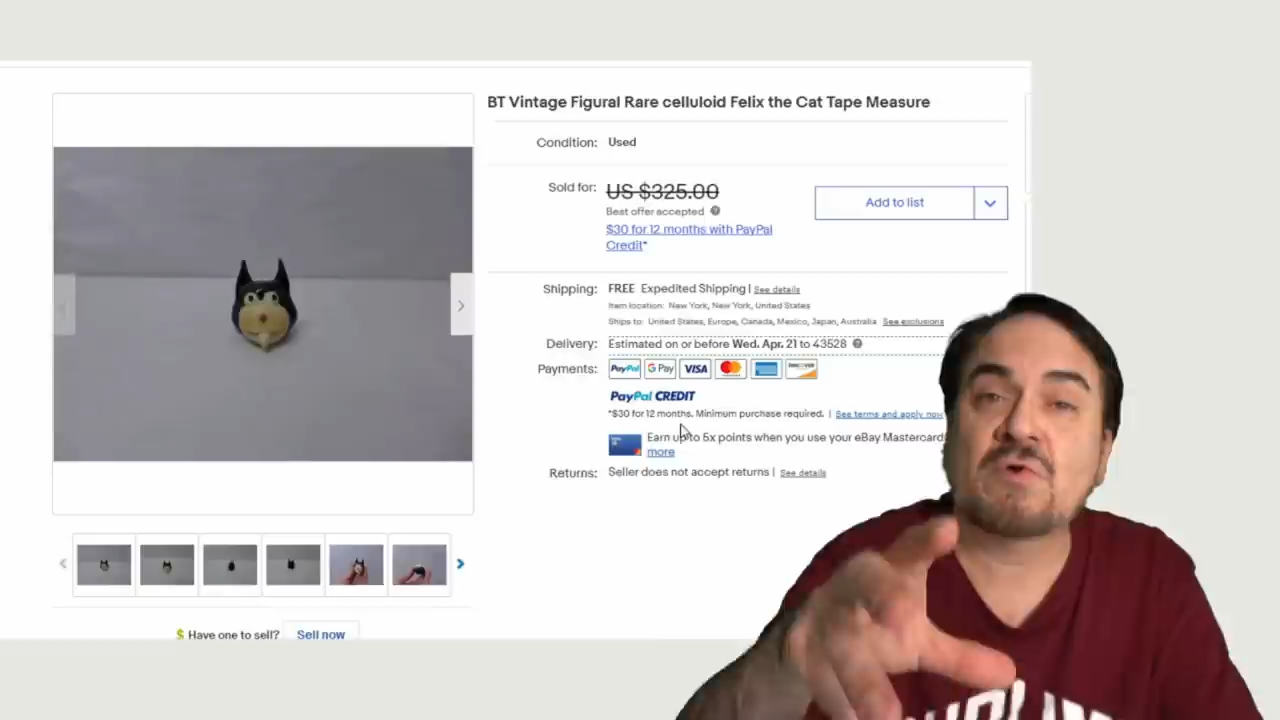 BT Vintage Figural Rare celluloid Felix the Cat Tape Measure
Condition: Used
Sold for: US $325.00
Add to list
Best offer accepted
$30 for 12 months with PayPal
Credit*
Shipping: FREE Expedited Shipping | See details
Item location: New York, New York, United States
Ships to: United States, Europe, Canada, Mexico, Japan, Australia See exclusions
Delivery: Estimated on or before Wed. Apr. 21 to 43528
Payments: PayPal G Pay VISA DISCOVER
PayPal CREDIT
*$30 for 12 months. Minimum purchase required. | See terms and apply now
Earn up to 5x points when you use your eBay Mastercard
more
Returns: Seller does not accept returns | See details
$ Have one to sell? Sell now